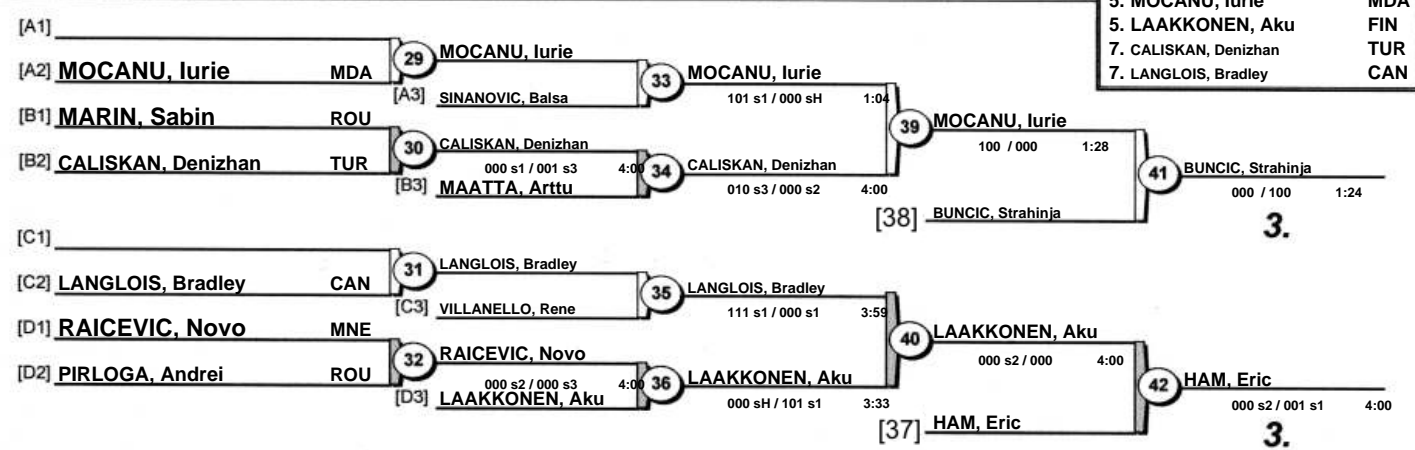 5. MOCANU, Iurie MDA
5. LAAKKONEN, Aku FIN
7. CALISKAN, Denizhan TUR
7. LANGLOIS, Bradley CAN
[A1]
[A2] MOCANU, Iurie MDA
[B1] MARIN, Sabin ROU
[B2] CALISKAN, Denizhan TUR
[C1]
[C2] LANGLOIS, Bradley CAN
[D1] RAICEVIC, Novo MNE
[D2] PIRLOGA, Andrei ROU
29
MOCANU, Iurie
[A3] SINANOVIC, Balsa
30
CALISKAN, Denizhan
000 s1 / 001 s3 4:00
[B3] MAATTA, Arttu
31
LANGLOIS, Bradley
[C3] VILLANELLO, Rene
32
RAICEVIC, Novo
000 s2 / 000 s3 4:00
[D3] LAAKKONEN, Aku
33
MOCANU, Iurie
101 s1 / 000 sH 1:04
34
CALISKAN, Denizhan
010 s3 / 000 s2 4:00
35
LANGLOIS, Bradley
111 s1 / 000 s1 3:59
36
LAAKKONEN, Aku
000 sH / 101 s1 3:33
39
MOCANU, Iurie
100 / 000 1:28
[38] BUNCIC, Strahinja
40
LAAKKONEN, Aku
000 s2 / 000 4:00
[37] HAM, Eric
41
BUNCIC, Strahinja
000 / 100 1:24
3.
42
HAM, Eric
000 s2 / 001 s1 4:00
3.